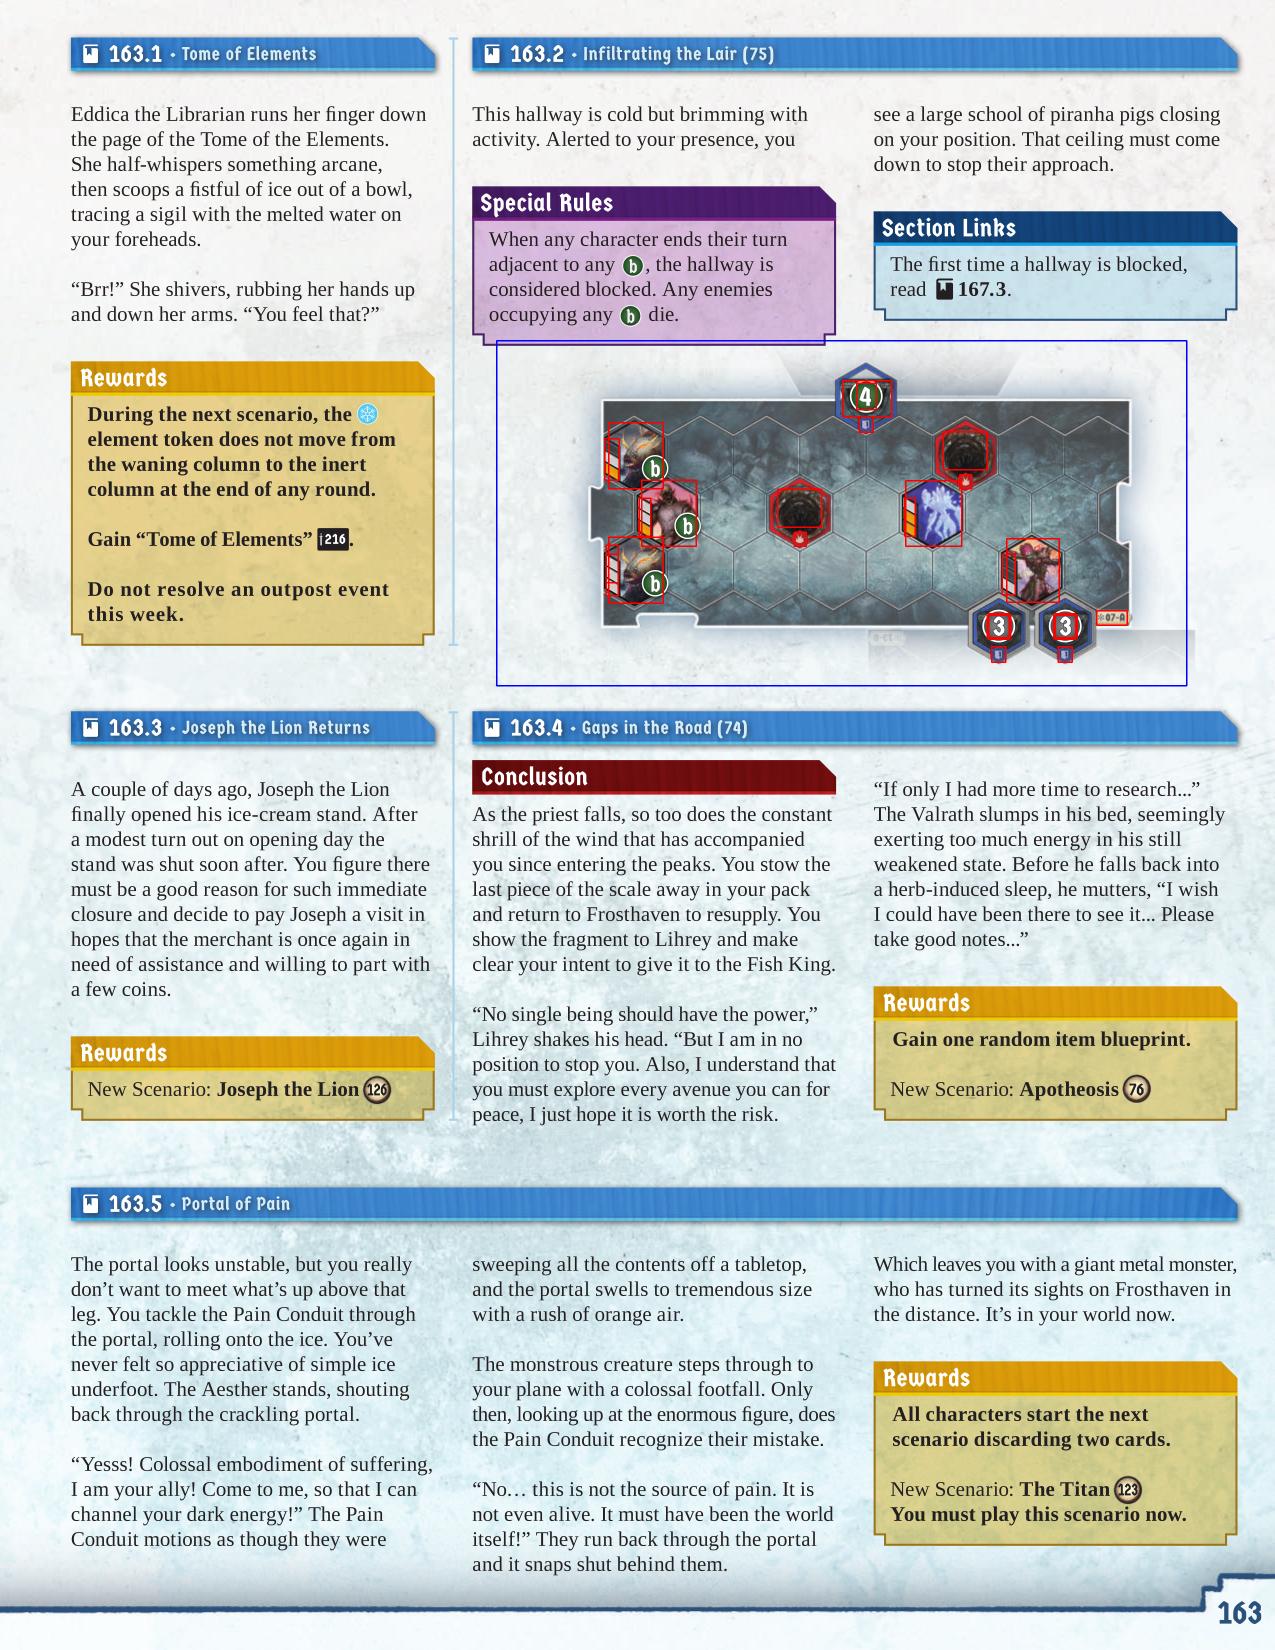 163.1 • Tome of Elements
Eddica the Librarian runs her finger down
the page of the Tome of the Elements.
She half-whispers something arcane,
then scoops a fistful of ice out of a bowl,
tracing a sigil with the melted water on
your foreheads.
“Brr!” She shivers, rubbing her hands up
and down her arms. “You feel that?”
Rewards
During the next scenario, the
element token does not move from
the waning column to the inert
column at the end of any round.
Gain “Tome of Elements” 216.
Do not resolve an outpost event
this week.
163.2 • Infiltrating the Lair (75)
This hallway is cold but brimming with
activity. Alerted to your presence, you
Special Rules
When any character ends their turn
adjacent to any b, the hallway is
considered blocked. Any enemies
occupying any b die.
see a large school of piranha pigs closing
on your position. That ceiling must come
down to stop their approach.
Section Links
The first time a hallway is blocked,
read 167.3.
4
b
b
b
3
3
07-A
163.3 • Joseph the Lion Returns
A couple of days ago, Joseph the Lion
finally opened his ice-cream stand. After
a modest turn out on opening day the
stand was shut soon after. You figure there
must be a good reason for such immediate
closure and decide to pay Joseph a visit in
hopes that the merchant is once again in
need of assistance and willing to part with
a few coins.
Rewards
New Scenario: Joseph the Lion 126
163.4 • Gaps in the Road (74)
Conclusion
As the priest falls, so too does the constant
shrill of the wind that has accompanied
you since entering the peaks. You stow the
last piece of the scale away in your pack
and return to Frosthaven to resupply. You
show the fragment to Lihrey and make
clear your intent to give it to the Fish King.
“No single being should have the power,”
Lihrey shakes his head. “But I am in no
position to stop you. Also, I understand that
you must explore every avenue you can for
peace, I just hope it is worth the risk.
“If only I had more time to research...”
The Valrath slumps in his bed, seemingly
exerting too much energy in his still
weakened state. Before he falls back into
a herb-induced sleep, he mutters, “I wish
I could have been there to see it... Please
take good notes...”
Rewards
Gain one random item blueprint.
New Scenario: Apotheosis 76
163.5 • Portal of Pain
The portal looks unstable, but you really
don’t want to meet what’s up above that
leg. You tackle the Pain Conduit through
the portal, rolling onto the ice. You’ve
never felt so appreciative of simple ice
underfoot. The Aesther stands, shouting
back through the crackling portal.
“Yesss! Colossal embodiment of suffering,
I am your ally! Come to me, so that I can
channel your dark energy!” The Pain
Conduit motions as though they were
sweeping all the contents off a tabletop,
and the portal swells to tremendous size
with a rush of orange air.
The monstrous creature steps through to
your plane with a colossal footfall. Only
then, looking up at the enormous figure, does
the Pain Conduit recognize their mistake.
“No… this is not the source of pain. It is
not even alive. It must have been the world
itself!” They run back through the portal
and it snaps shut behind them.
Which leaves you with a giant metal monster,
who has turned its sights on Frosthaven in
the distance. It’s in your world now.
Rewards
All characters start the next
scenario discarding two cards.
New Scenario: The Titan 123
You must play this scenario now.
163